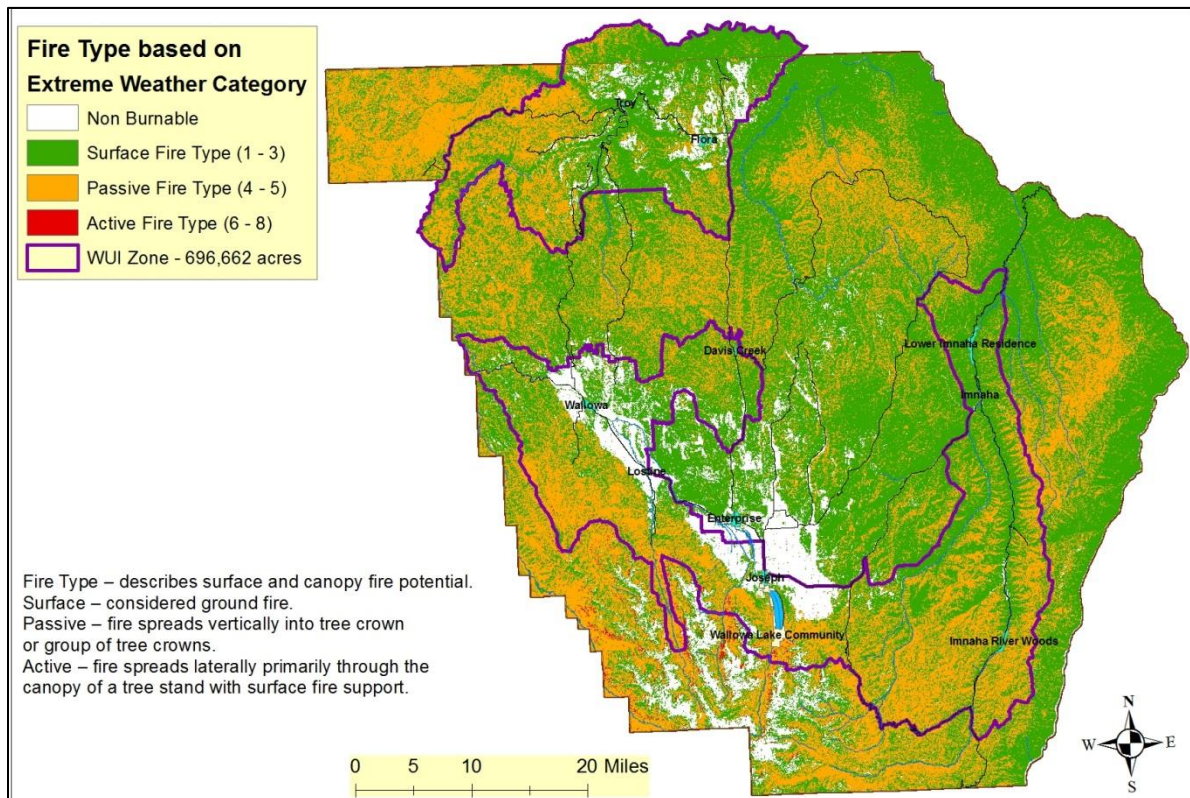 Fire Type based on
Extreme Weather Category
Non Burnable
Surface Fire Type (1 - 3)
Passive Fire Type (4 - 5)
Active Fire Type (6 - 8)
WUI Zone - 696,662 acres
Troy
Flora
Davis Creek
Lower Imnaha Residence
Imnaha
Wallowa
Lostine
Enterprise
Joseph
Wallowa Lake Community
Imnaha River Woods
Fire Type – describes surface and canopy fire potential.
Surface – considered ground fire.
Passive – fire spreads vertically into tree crown
or group of tree crowns.
Active – fire spreads laterally primarily through the
canopy of a tree stand with surface fire support.
0 5 10 20 Miles
N
W E
S